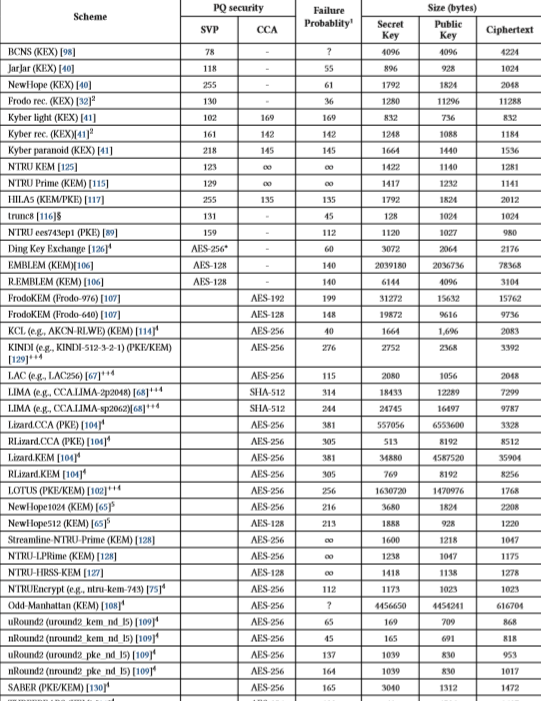 Scheme PQ security Failure Probablity¹ Size (bytes)
SVP CCA Secret Key Public Key Ciphertext
BCNS (KEX) [98] 78 - ? 4096 4096 4224
JarJar (KEX) [40] 118 - 55 896 928 1024
NewHope (KEX) [40] 255 - 61 1792 1824 2048
Frodo rec. (KEX) [32]² 130 - 36 1280 11296 11288
Kyber light (KEX) [41] 102 169 169 832 736 832
Kyber rec. (KEX)[41]² 161 142 142 1248 1088 1184
Kyber paranoid (KEX) [41] 218 145 145 1664 1440 1536
NTRU KEM [125] 123 ∞ ∞ 1422 1140 1281
NTRU Prime (KEM) [115] 129 ∞ ∞ 1417 1232 1141
HILA5 (KEM/PKE) [117] 255 135 135 1792 1824 2012
trunc8 [116]§ 131 - 45 128 1024 1024
NTRU ees743ep1 (PKE) [89] 159 - 112 1120 1027 980
Ding Key Exchange [126]⁴ AES-256* - 60 3072 2064 2176
EMBLEM (KEM)[106] AES-128 140 2039180 2036736 78368
R.EMBLEM (KEM) [106] AES-128 140 6144 4096 3104
FrodoKEM (Frodo-976) [107] AES-192 199 31272 15632 15762
FrodoKEM (Frodo-640) [107] AES-128 148 19872 9616 9736
KCL (e.g., AKCN-RLWE) (KEM) [114]⁴ AES-256 40 1664 1,696 2083
KINDI (e.g., KINDI-512-3-2-1) (PKE/KEM) AES-256 276 2752 2368 3392
[129]⁺⁺⁴
LAC (e.g., LAC256) [67]⁺⁺⁴ AES-256 115 2080 1056 2048
LIMA (e.g., CCA.LIMA-2p2048) [68]⁺⁺⁴ SHA-512 314 18433 12289 7299
LIMA (e.g., CCA.LIMA-sp2062)[68]⁺⁺⁴ SHA-512 244 24745 16497 9787
Lizard.CCA (PKE) [104]⁴ AES-256 381 557056 6553600 3328
RLizard.CCA (PKE) [104]⁴ AES-256 305 513 8192 8512
Lizard.KEM [104]⁴ AES-256 381 34880 4587520 35904
RLizard.KEM [104]⁴ AES-256 305 769 8192 8256
LOTUS (PKE/KEM) [102]⁺⁺⁴ AES-256 256 1630720 1470976 1768
NewHope1024 (KEM) [65]⁵ AES-256 216 3680 1824 2208
NewHope512 (KEM) [65]⁵ AES-128 213 1888 928 1220
Streamline-NTRU-Prime (KEM) [128] AES-256 ∞ 1600 1218 1047
NTRU-LPRime (KEM) [128] AES-256 ∞ 1238 1047 1175
NTRU-HRSS-KEM [127] AES-128 ∞ 1418 1138 1278
NTRUEncrypt (e.g., ntru-kem-743) [75]⁴ AES-256 112 1173 1023 1023
Odd-Manhattan (KEM) [108]⁴ AES-256 ? 4456650 4454241 616704
uRound2 (uround2_kem_nd_l5) [109]⁴ AES-256 65 169 709 868
nRound2 (nround2_kem_nd_l5) [109]⁴ AES-256 45 165 691 818
uRound2 (uround2_pke_nd_l5) [109]⁴ AES-256 137 1039 830 953
nRound2 (nround2_pke_nd_l5) [109]⁴ AES-256 164 1039 830 1017
SABER (PKE/KEM) [130]⁴ AES-256 165 3040 1312 1472